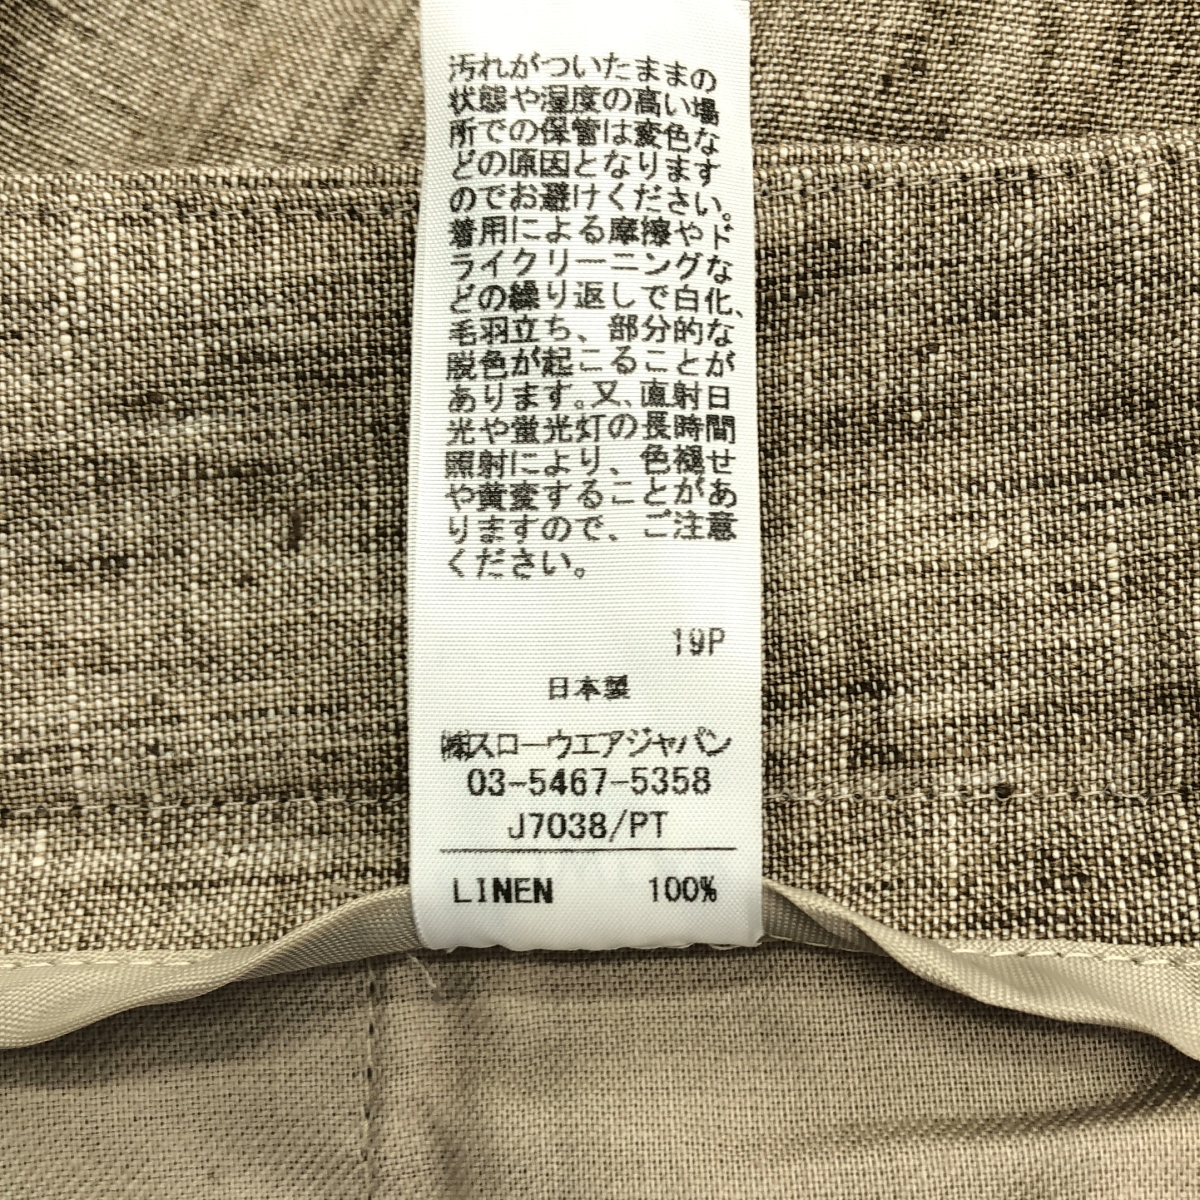 汚れがついたままの
状態や湿度の高い場
所での保管は変色な
どの原因となります
のでお避けください。
着用による摩擦やド
ライクリーニングな
どの繰り返しで白化、
毛羽立ち、部分的な
脱色が起こることが
あります。又、直射日
光や蛍光灯の長時間
照射により、色褪せ
や黄変することがあ
りますので、ご注意
ください。
19P
日本製
㈱スローウエアジャパン
03-5467-5358
J7038/PT
LINEN 100%